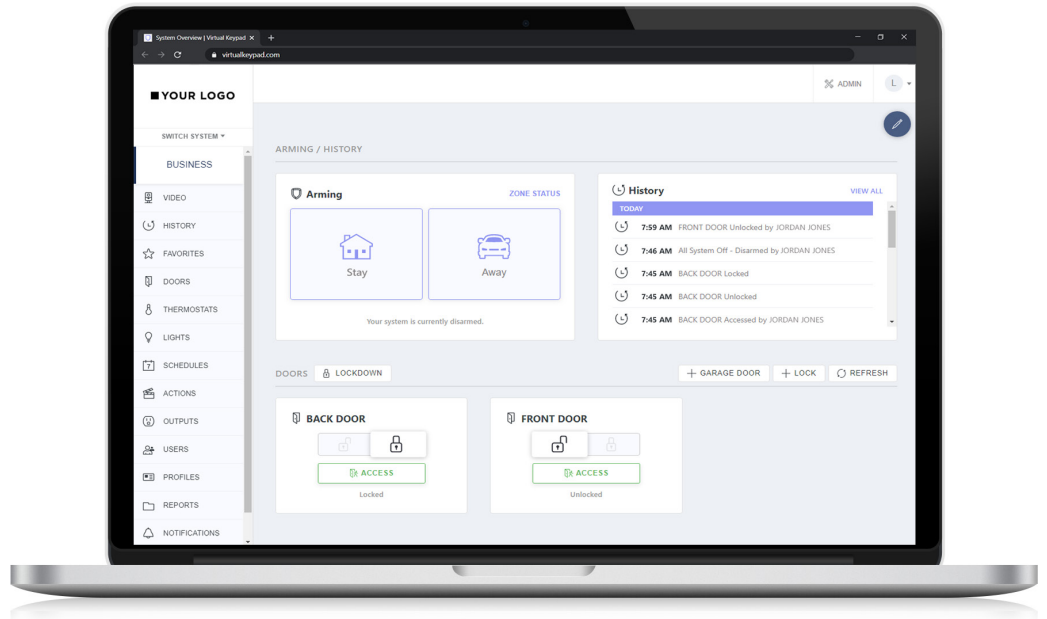 System Overview | Virtual Keypad
virtualkeypad.com
YOUR LOGO
ADMIN
L
SWITCH SYSTEM
BUSINESS
VIDEO
HISTORY
FAVORITES
DOORS
THERMOSTATS
LIGHTS
7 SCHEDULES
ACTIONS
OUTPUTS
USERS
PROFILES
REPORTS
NOTIFICATIONS
ARMING / HISTORY
Arming
ZONE STATUS
Stay
Away
Your system is currently disarmed.
History
VIEW ALL
TODAY
7:59 AM FRONT DOOR Unlocked by JORDAN JONES
7:46 AM All System Off - Disarmed by JORDAN JONES
7:45 AM BACK DOOR Locked
7:45 AM BACK DOOR Unlocked
7:45 AM BACK DOOR Accessed by JORDAN JONES
DOORS
LOCKDOWN
GARAGE DOOR
LOCK
REFRESH
BACK DOOR
ACCESS
Locked
FRONT DOOR
ACCESS
Unlocked